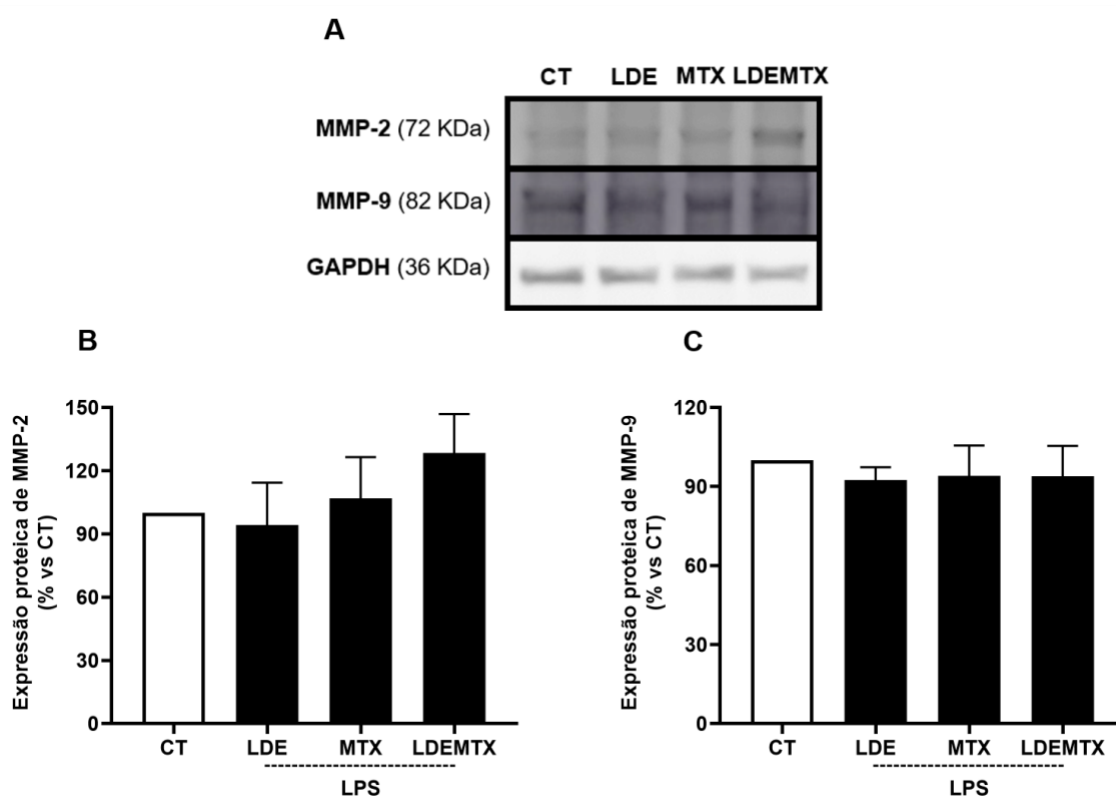 A
CT LDE MTX LDEMTX
MMP-2 (72 KDa)
MMP-9 (82 KDa)
GAPDH (36 KDa)
B
Expressão proteica de MMP-2
(% vs CT)
150
120
90
60
30
0
CT LDE MTX LDEMTX
LPS
C
Expressão proteica de MMP-9
(% vs CT)
120
90
60
30
0
CT LDE MTX LDEMTX
LPS